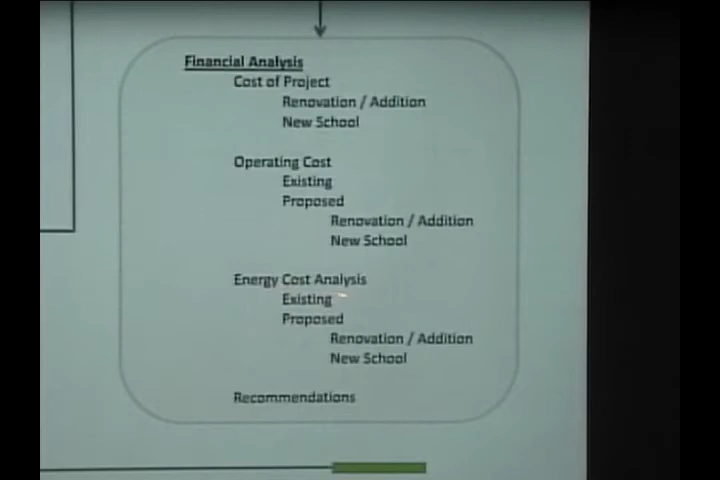 Financial Analysis
Cost of Project
Renovation / Addition
New School
Operating Cost
Existing
Proposed
Renovation / Addition
New School
Energy Cost Analysis
Existing
Proposed
Renovation / Addition
New School
Recommendations